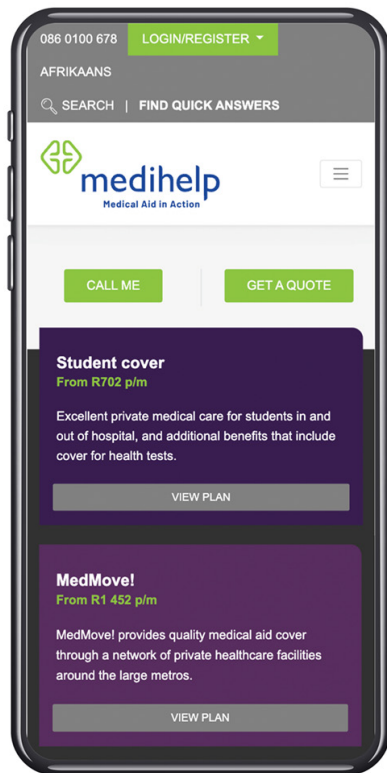 086 0100 678 LOGIN/REGISTER
AFRIKAANS
SEARCH | FIND QUICK ANSWERS
medihelp
Medical Aid in Action
CALL ME GET A QUOTE
Student cover
From R702 p/m
Excellent private medical care for students in and
out of hospital, and additional benefits that include
cover for health tests.
VIEW PLAN
MedMove!
From R1 452 p/m
MedMove! provides quality medical aid cover
through a network of private healthcare facilities
around the large metros.
VIEW PLAN